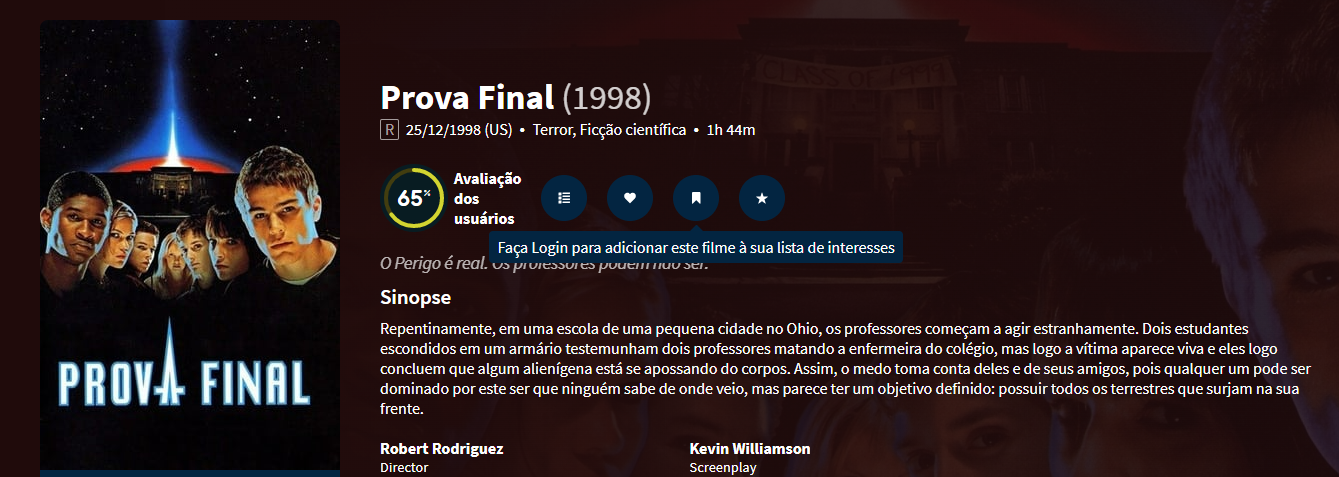 CLASS OF 1999
Prova Final (1998)
R 25/12/1998 (US) • Terror, Ficção científica • 1h 44m
65%
Avaliação
dos
usuários
Faça Login para adicionar este filme à sua lista de interesses
O Perigo é real. Os professores podem não ser.
Sinopse
Repentinamente, em uma escola de uma pequena cidade no Ohio, os professores começam a agir estranhamente. Dois estudantes
escondidos em um armário testemunham dois professores matando a enfermeira do colégio, mas logo a vítima aparece viva e eles logo
concluem que algum alienígena está se apossando do corpos. Assim, o medo toma conta deles e de seus amigos, pois qualquer um pode ser
dominado por este ser que ninguém sabe de onde veio, mas parece ter um objetivo definido: possuir todos os terrestres que surjam na sua
frente.
PROVA FINAL
Robert Rodriguez
Director
Kevin Williamson
Screenplay